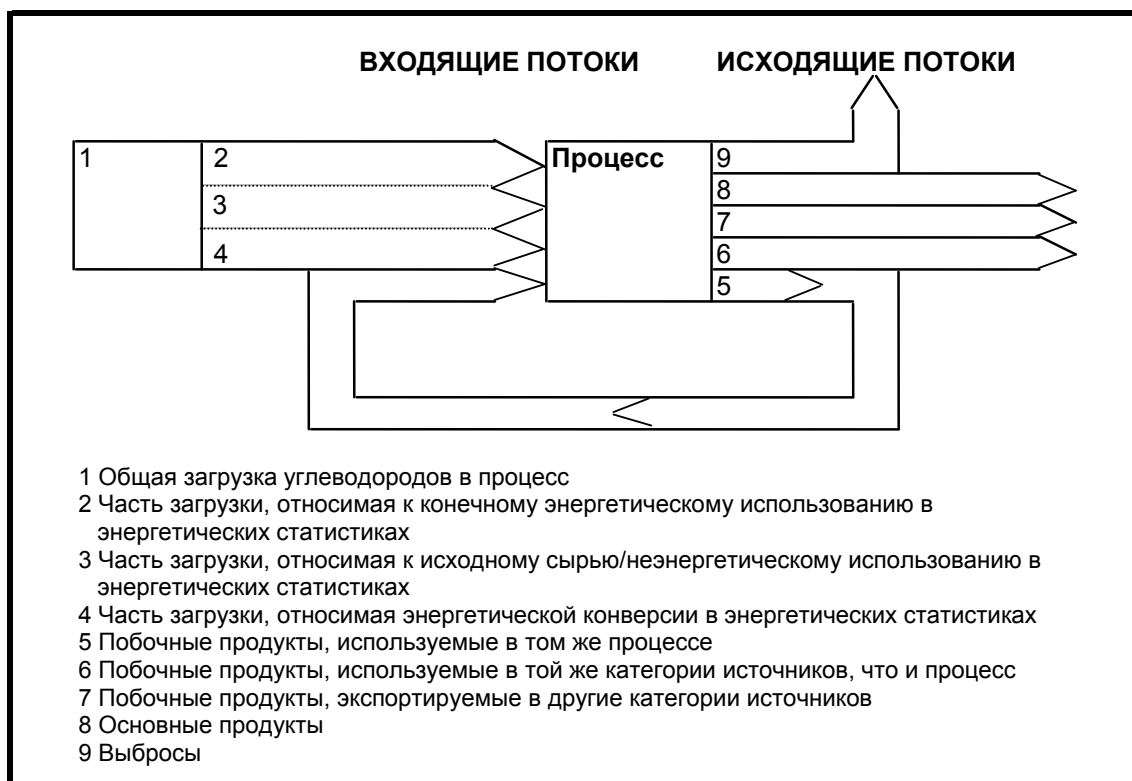 ВХОДЯЩИЕ ПОТОКИ ИСХОДЯЩИЕ ПОТОКИ
1 2 Процесс 9
8
3
7
4 6
5
1 Общая загрузка углеводородов в процесс
2 Часть загрузки, относимая к конечному энергетическому использованию в
энергетических статистиках
3 Часть загрузки, относимая к исходному сырью/неэнергетическому использованию в
энергетических статистиках
4 Часть загрузки, относимая энергетической конверсии в энергетических статистиках
5 Побочные продукты, используемые в том же процессе
6 Побочные продукты, используемые в той же категории источников, что и процесс
7 Побочные продукты, экспортируемые в другие категории источников
8 Основные продукты
9 Выбросы